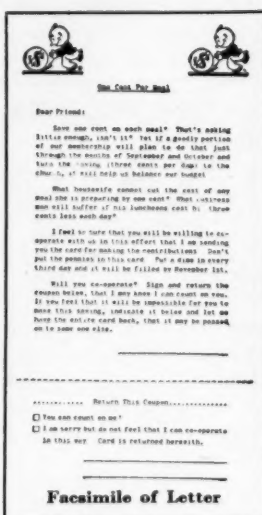 One Cent Per Meal
Dear Friend:
Save one cent on each meal? That's asking
little enough, isn't it? Yet if a goodly portion
of our membership will plan to do that just
through the months of September and October and
turn the saving (three cents per day) to the
church, it will help us balance our budget
What housewife cannot cut the cost of any
meal she is preparing by one cent? What business
man will suffer if his luncheons cost him three
cents less each day?
I feel so sure that you will be willing to co-
operate with us in this effort that I am sending
you the card for making the contributions Don't
put the pennies in this card Put a dime in every
third day and it will be filled by November 1st.
Will you co-operate? Sign and return the
coupon below, that I may know I can count on you.
If you feel that it will be impossible for you to
make this saving, indicate it below and let us
have the entire card back, that it may be passed
on to some one else.
............ Return This Coupon.............
You can count on me!
I am sorry but do not feel that I can co-operate
in this way Card is returned herewith.
Facsimile of Letter